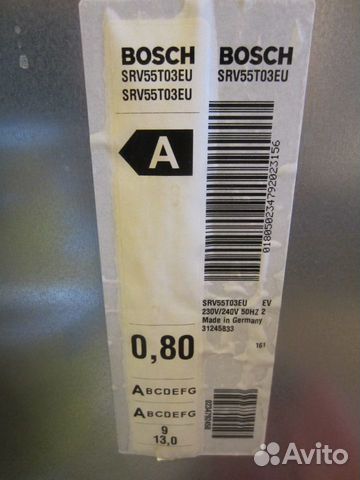 BOSCH
SRV55T03EU
SRV55T03EU
A
0,80
ABCDEFG
ABCDEFG
9
13,0
BOSCH
SRV55T03EU
018050234792023156
SRV55T03EU EV
230V/240V 50HZ 2
Made in Germany
31245833
161
Avito